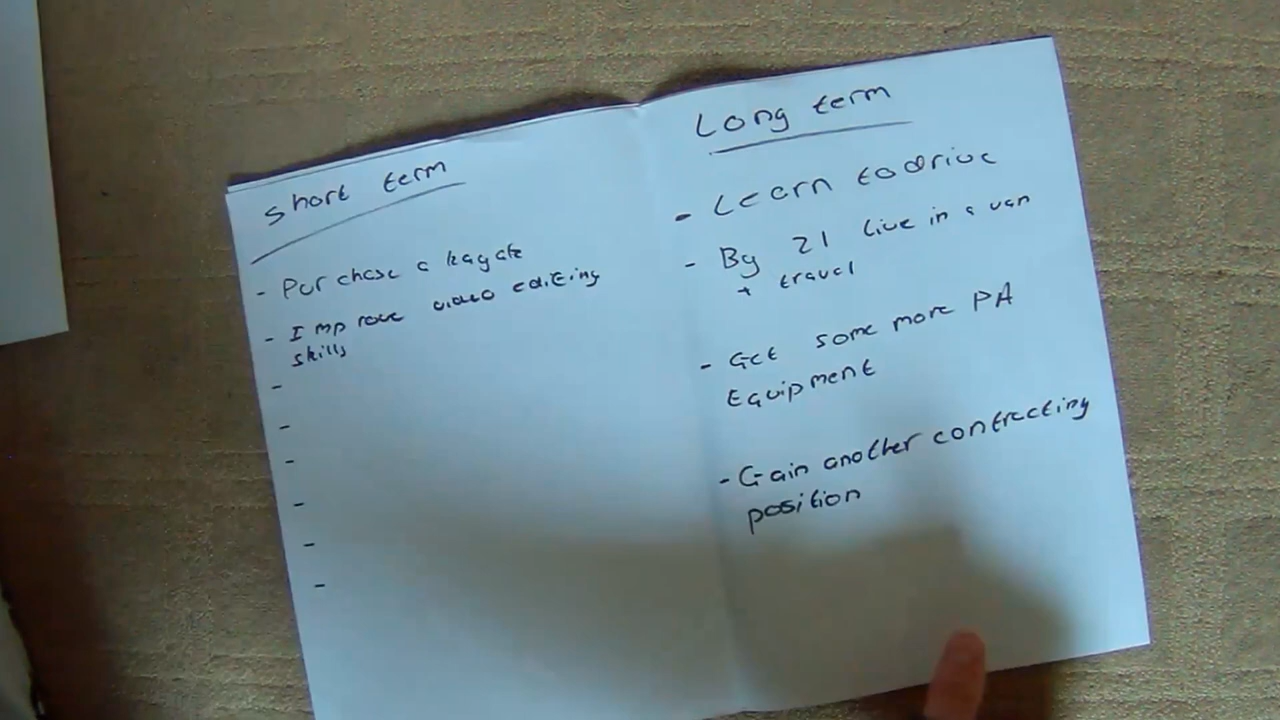 Short term
- Purchase a kayak
- Improve video editing
skills
-
-
-
-
-
-
Long term
- Learn to drive
- By 21 live in a van
+ travel
- Get some more PA
Equipment
- Gain another contracting
position